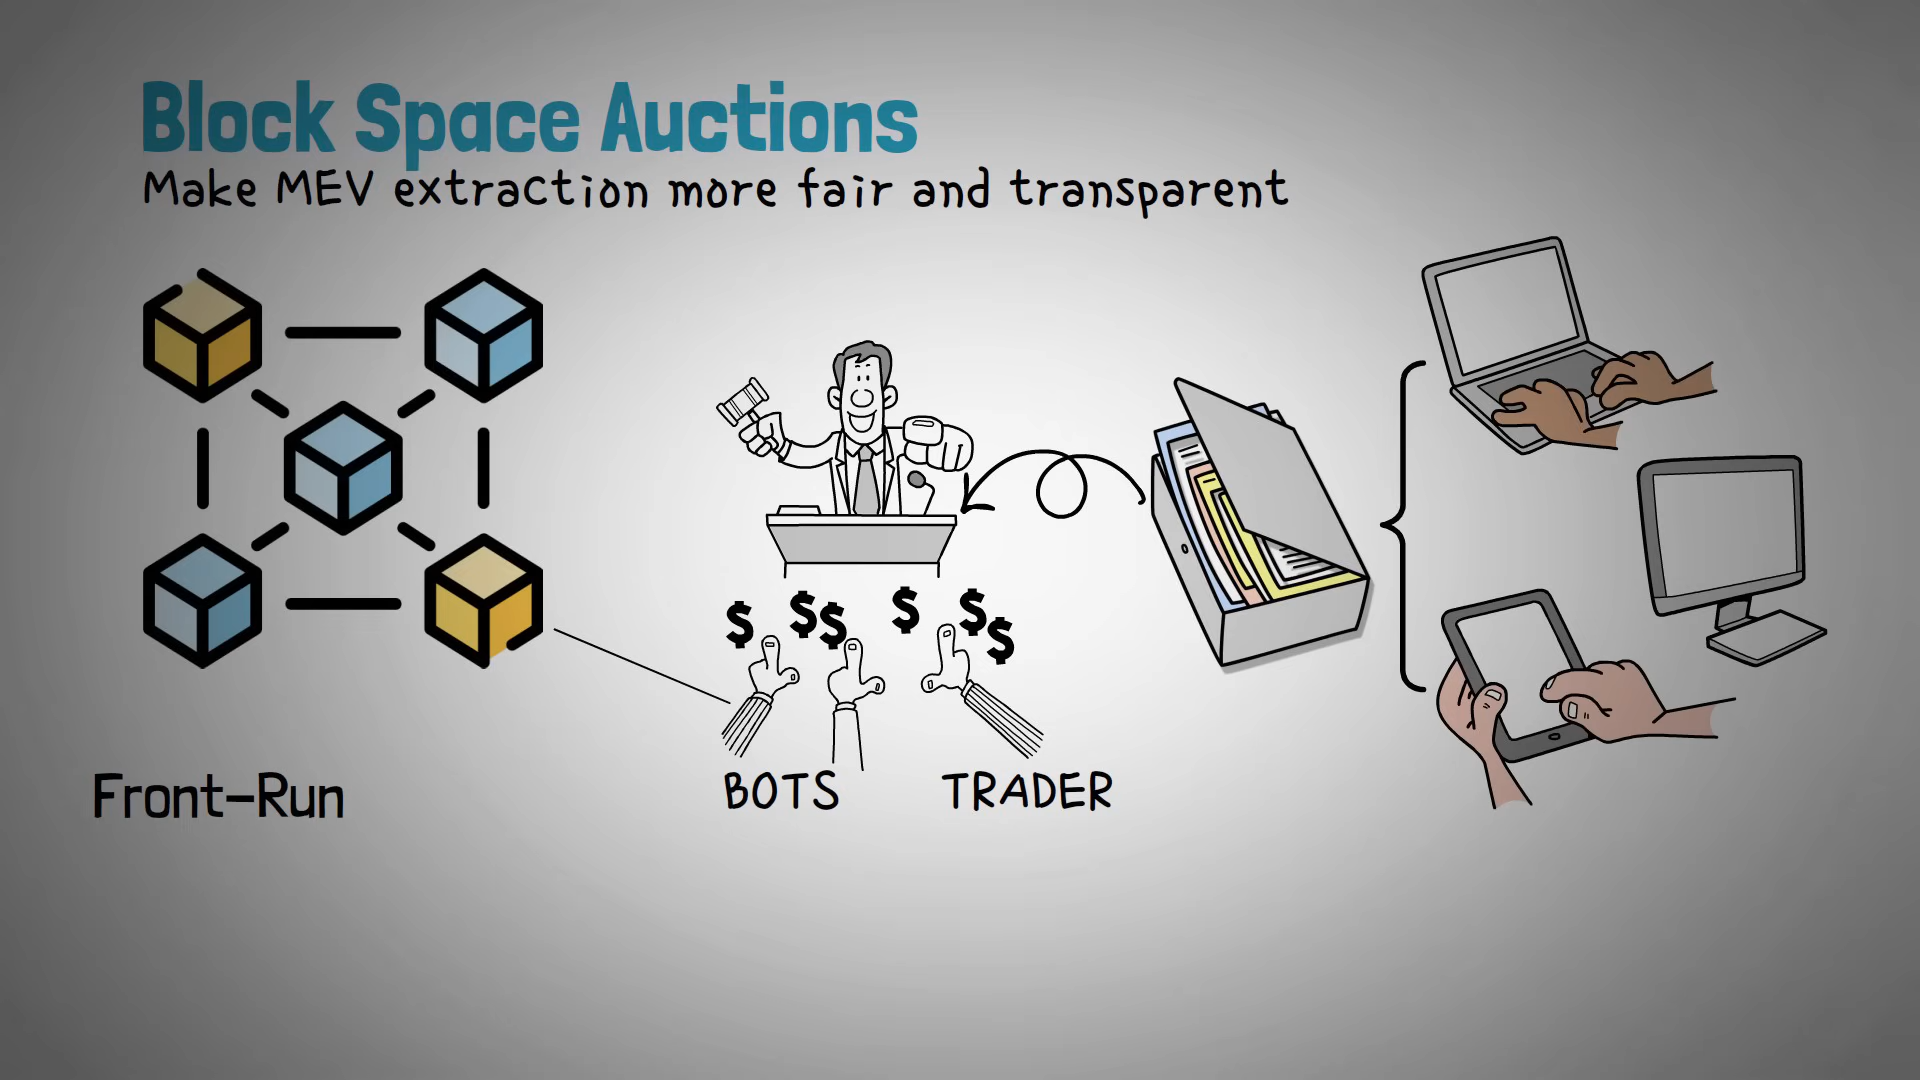 Block Space Auctions
Make MEV extraction more fair and transparent
$ $ $ $ $ $
Front-Run
BOTS
TRADER